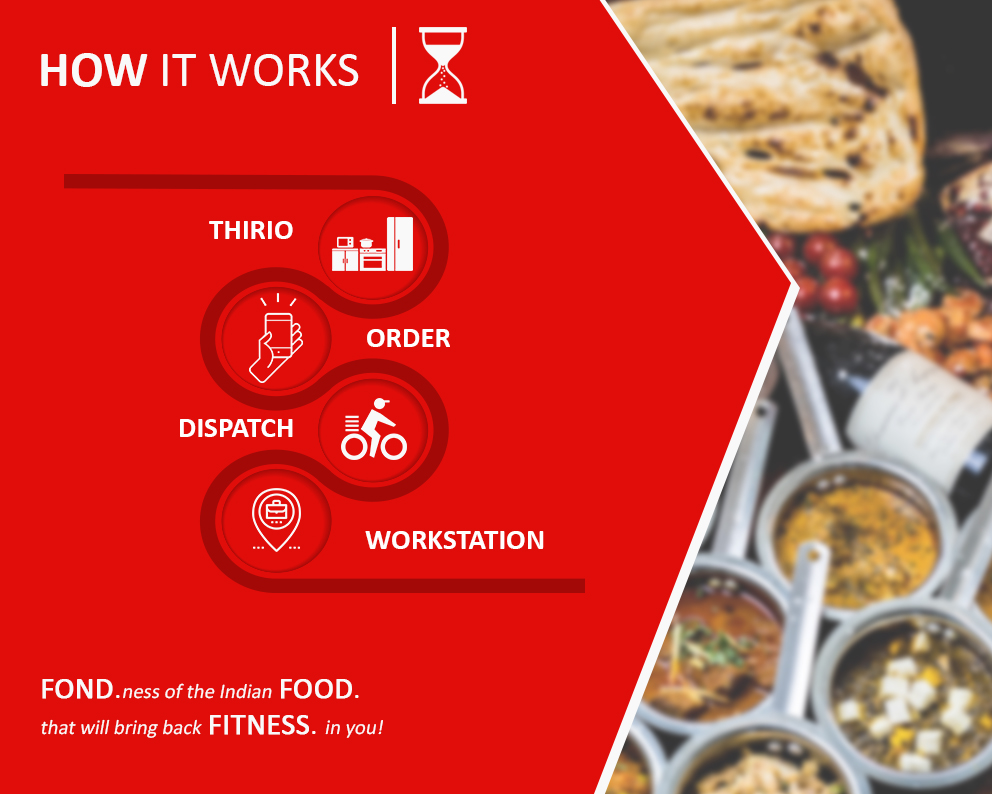 HOW IT WORKS
THIRIO
ORDER
DISPATCH
WORKSTATION
FOND.ness of the Indian FOOD.
that will bring back FITNESS. in you!